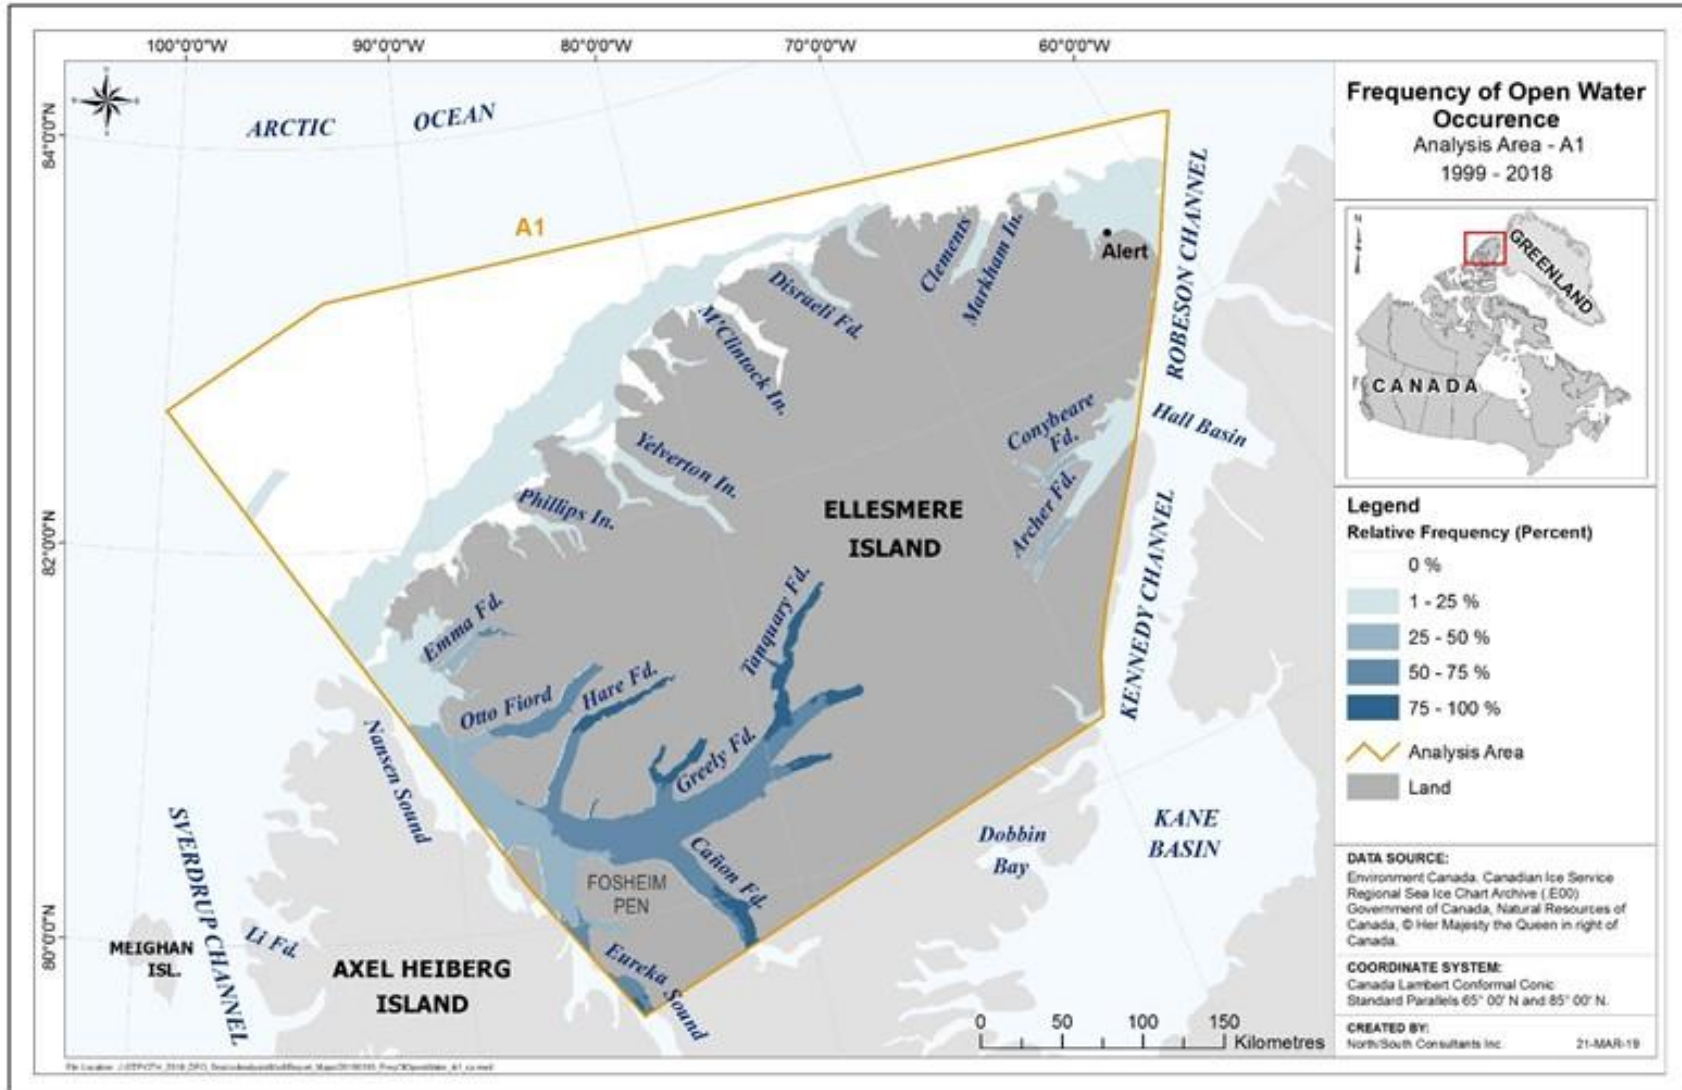 100°0'0"W
90°0'0"W
80°0'0"W
70°0'0"W
60°0'0"W
84°0'0"N
82°0'0"N
80°0'0"N
ARCTIC OCEAN
A1
Alert
Clements
Markham In.
Disraeli Fd.
M'Clintock In.
Yelverton In.
Phillips In.
Emma Fd.
Otto Fiord
Hare Fd.
Tanquary Fd.
Greely Fd.
Cañon Fd.
Conybeare
Fd.
Archer Fd.
ELLESMERE
ISLAND
ROBESON CHANNEL
Hall Basin
KENNEDY CHANNEL
KANE
BASIN
Dobbin
Bay
FOSHEIM
PEN
Eureka Sound
Nansen Sound
SVERDRUP CHANNEL
MEIGHAN
ISL.
Li Fd.
AXEL HEIBERG
ISLAND
0 50 100 150
Kilometres
Frequency of Open Water
Occurence
Analysis Area - A1
1999 - 2018
N
GREENLAND
CANADA
Legend
Relative Frequency (Percent)
0 %
1 - 25 %
25 - 50 %
50 - 75 %
75 - 100 %
Analysis Area
Land
DATA SOURCE:
Environment Canada. Canadian Ice Service
Regional Sea Ice Chart Archive (.E00)
Government of Canada, Natural Resources of
Canada, © Her Majesty the Queen in right of
Canada.
COORDINATE SYSTEM:
Canada Lambert Conformal Conic
Standard Parallels 65° 00' N and 85° 00' N.
CREATED BY:
North/South Consultants Inc. 21-MAR-19